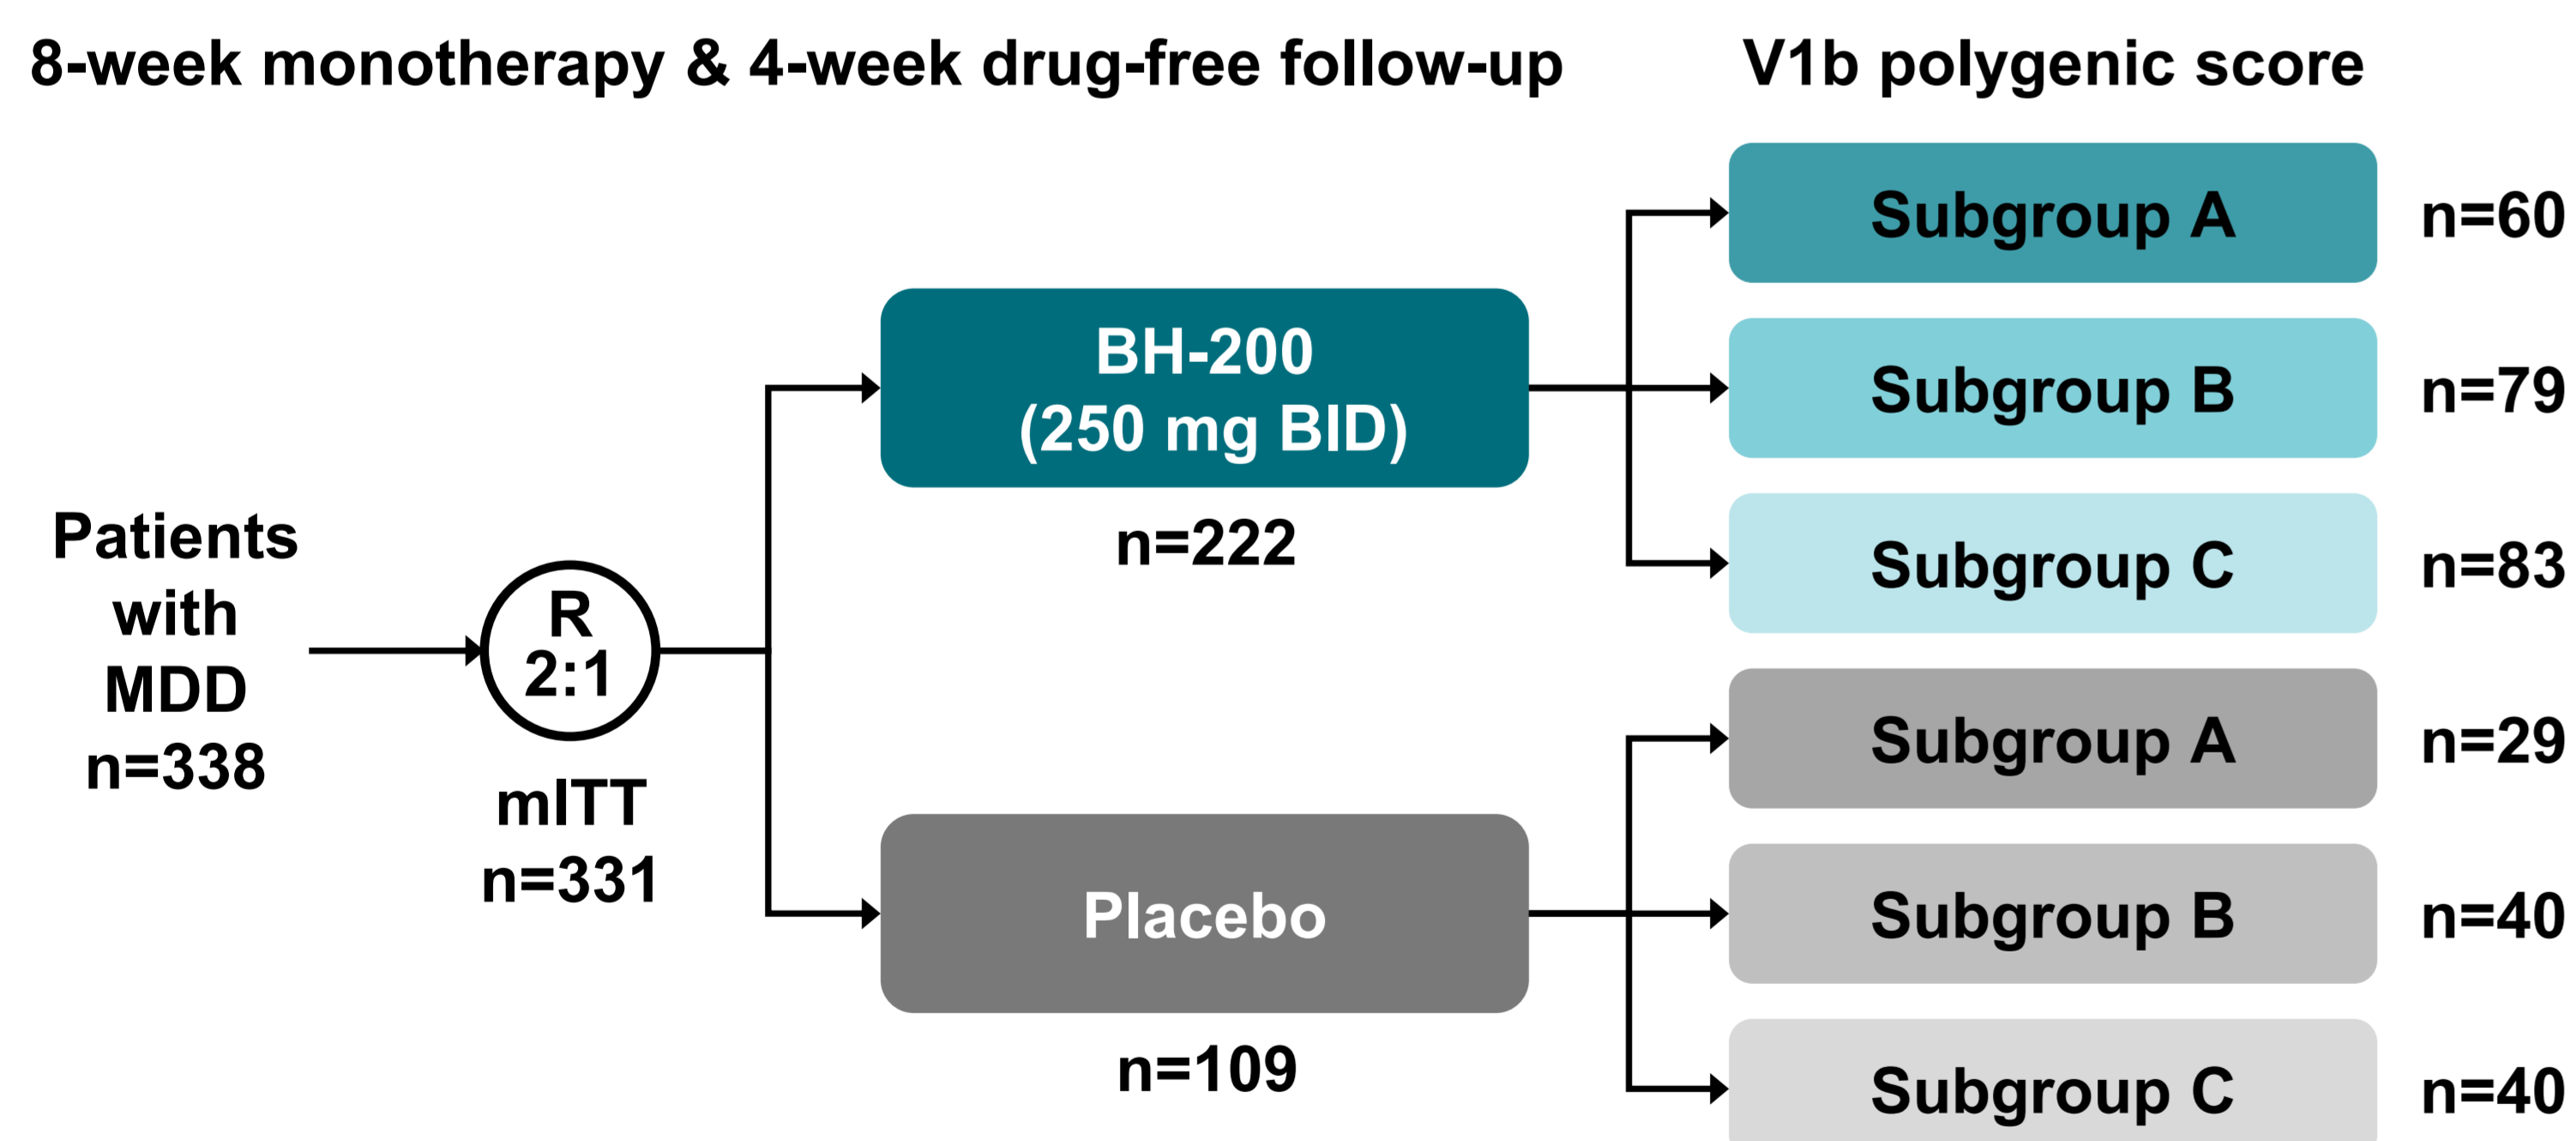 8-week monotherapy & 4-week drug-free follow-up
V1b polygenic score
Patients
with
MDD
n=338
R
2:1
mITT
n=331
BH-200
(250 mg BID)
n=222
Placebo
n=109
Subgroup A
n=60
Subgroup B
n=79
Subgroup C
n=83
Subgroup A
n=29
Subgroup B
n=40
Subgroup C
n=40